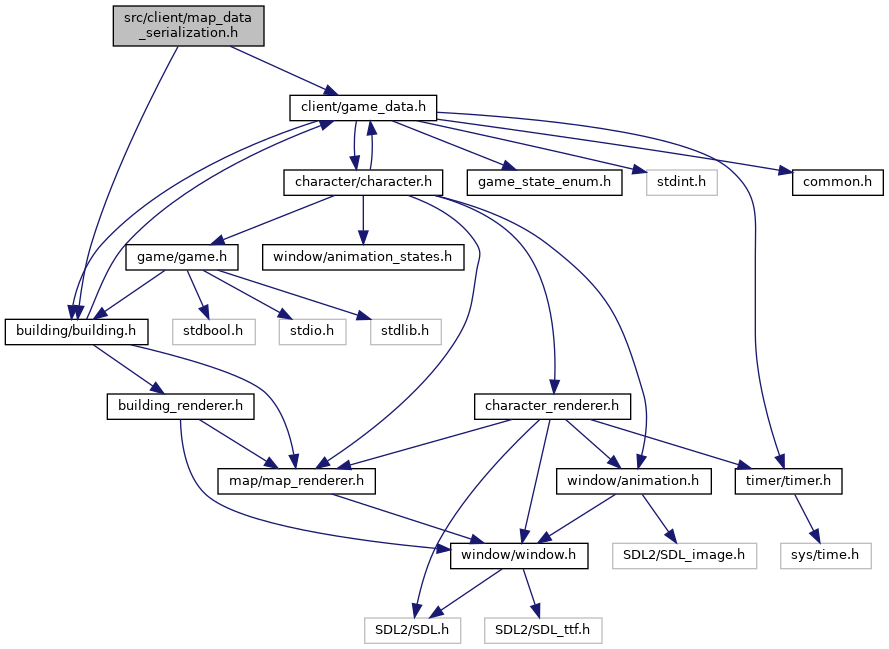 src/client/map_data
_serialization.h
client/game_data.h
character/character.h
game_state_enum.h
stdint.h
common.h
game/game.h
window/animation_states.h
building/building.h
stdbool.h
stdio.h
stdlib.h
building_renderer.h
character_renderer.h
map/map_renderer.h
window/animation.h
timer/timer.h
window/window.h
SDL2/SDL_image.h
sys/time.h
SDL2/SDL.h
SDL2/SDL_ttf.h